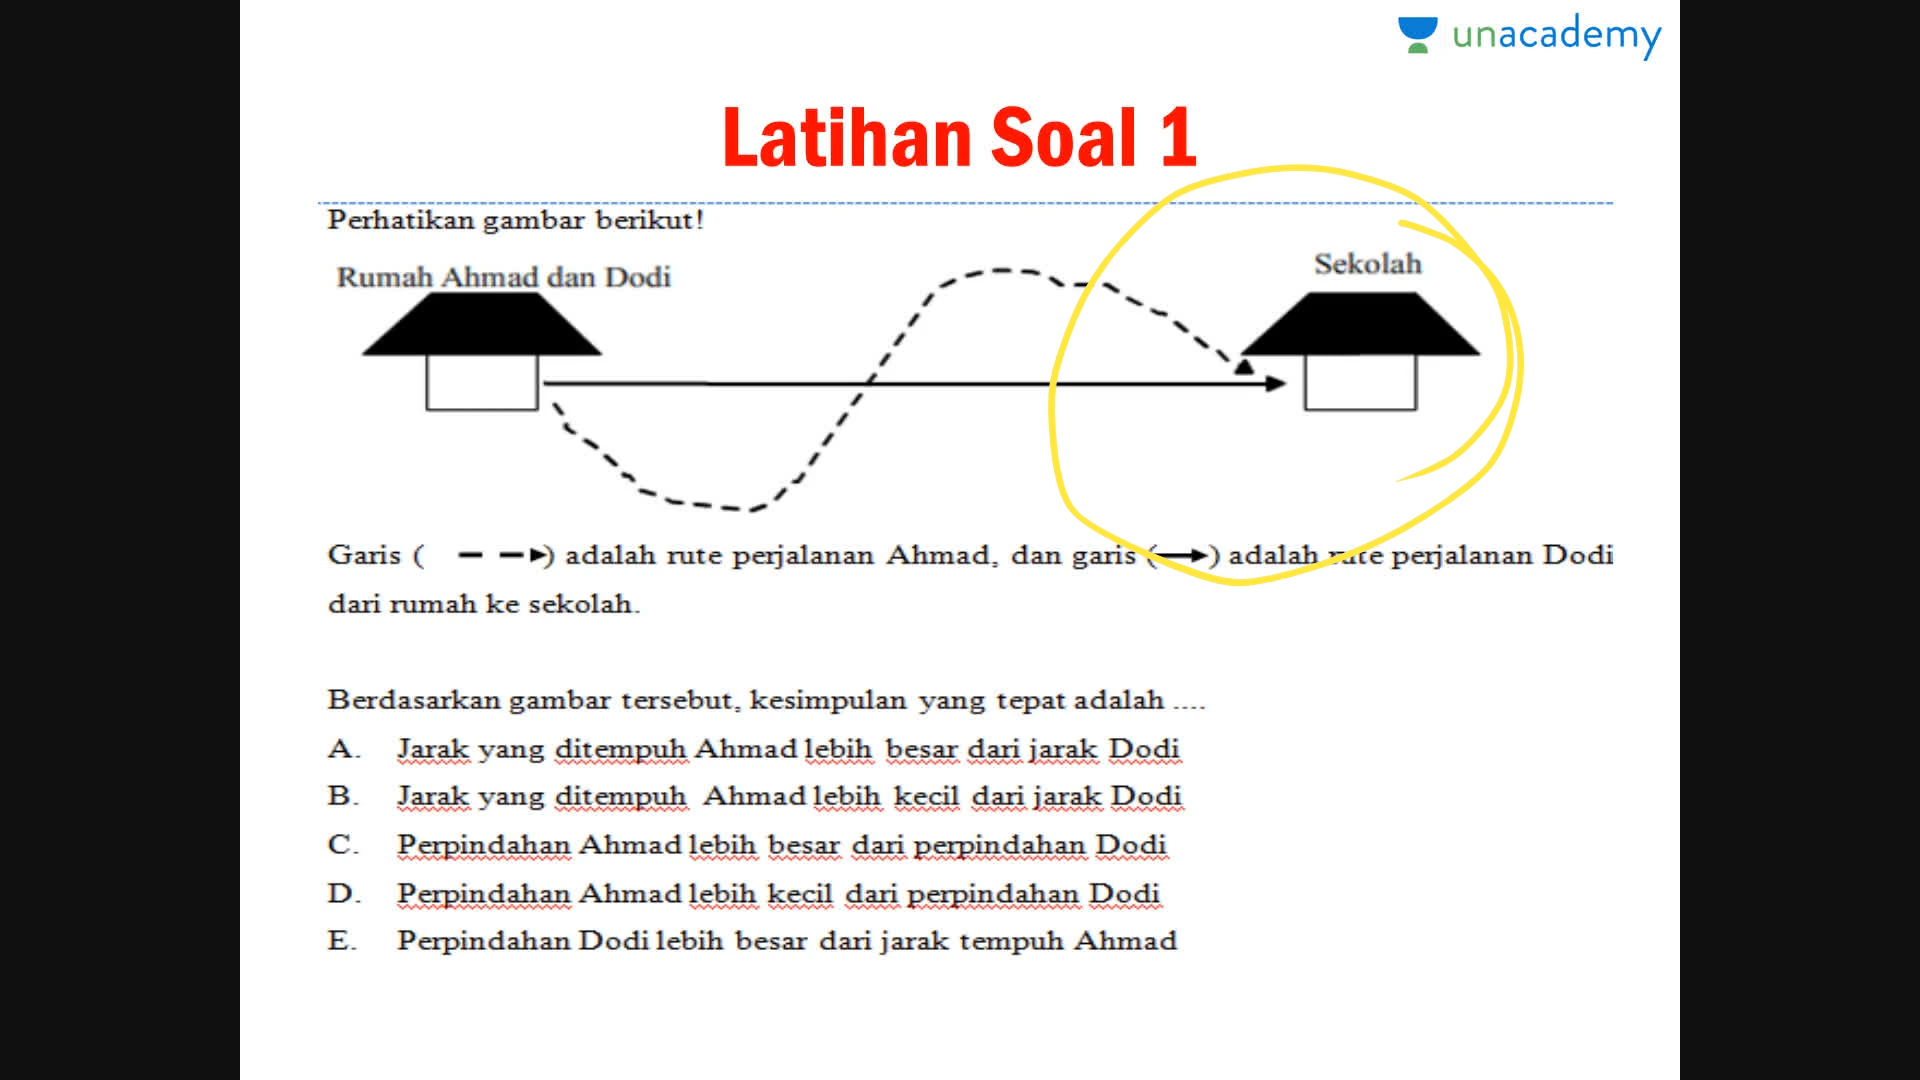 unacademy
Latihan Soal 1
Perhatikan gambar berikut!
Rumah Ahmad dan Dodi
Sekolah
Garis ( ) adalah rute perjalanan Ahmad, dan garis ( ) adalah rute perjalanan Dodi
dari rumah ke sekolah.
Berdasarkan gambar tersebut, kesimpulan yang tepat adalah ....
A. Jarak yang ditempuh Ahmad lebih besar dari jarak Dodi
B. Jarak yang ditempuh Ahmad lebih kecil dari jarak Dodi
C. Perpindahan Ahmad lebih besar dari perpindahan Dodi
D. Perpindahan Ahmad lebih kecil dari perpindahan Dodi
E. Perpindahan Dodi lebih besar dari jarak tempuh Ahmad